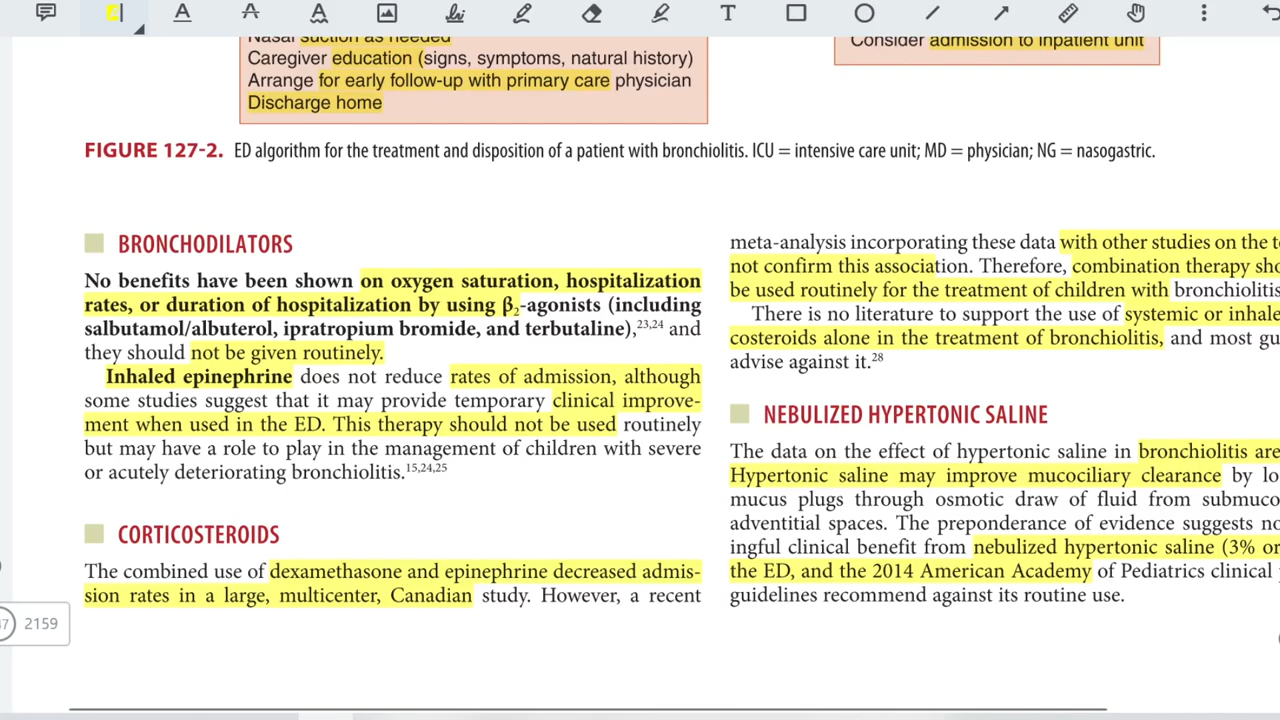 Nasal suction as needed
Caregiver education (signs, symptoms, natural history)
Arrange for early follow-up with primary care physician
Discharge home
Consider admission to inpatient unit
FIGURE 127-2. ED algorithm for the treatment and disposition of a patient with bronchiolitis. ICU = intensive care unit; MD = physician; NG = nasogastric.
BRONCHODILATORS
No benefits have been shown on oxygen saturation, hospitalization
rates, or duration of hospitalization by using β2-agonists (including
salbutamol/albuterol, ipratropium bromide, and terbutaline),23,24 and
they should not be given routinely.
Inhaled epinephrine does not reduce rates of admission, although
some studies suggest that it may provide temporary clinical improve-
ment when used in the ED. This therapy should not be used routinely
but may have a role to play in the management of children with severe
or acutely deteriorating bronchiolitis.15,24,25
CORTICOSTEROIDS
The combined use of dexamethasone and epinephrine decreased admis-
sion rates in a large, multicenter, Canadian study. However, a recent
meta-analysis incorporating these data with other studies on the
not confirm this association. Therefore, combination therapy
be used routinely for the treatment of children with bronchiolitis
There is no literature to support the use of systemic or
costeroids alone in the treatment of bronchiolitis, and most
advise against it.28
NEBULIZED HYPERTONIC SALINE
The data on the effect of hypertonic saline in bronchiolitis are
Hypertonic saline may improve mucociliary clearance by
mucus plugs through osmotic draw of fluid from
adventitial spaces. The preponderance of evidence suggests
ingful clinical benefit from nebulized hypertonic saline (3% or
the ED, and the 2014 American Academy of Pediatrics clinical
guidelines recommend against its routine use.
2159